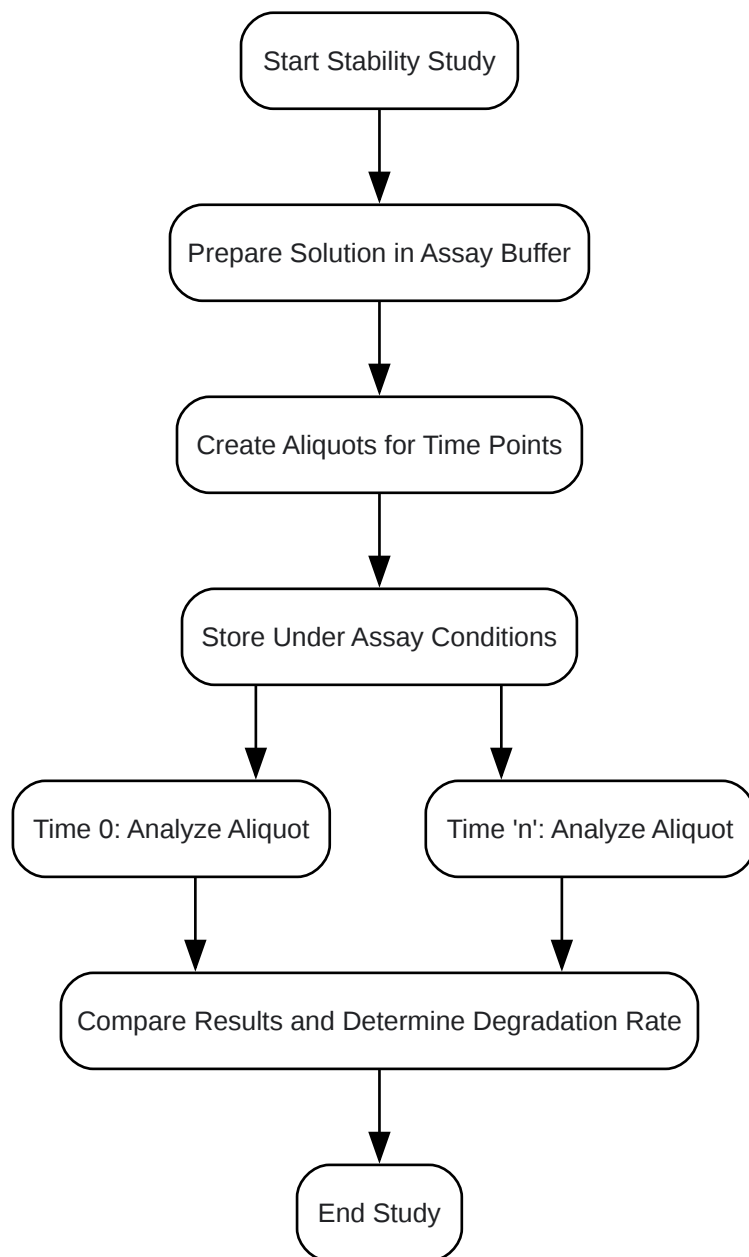 Start Stability Study
Prepare Solution in Assay Buffer
Create Aliquots for Time Points
Store Under Assay Conditions
Time 0: Analyze Aliquot
Time 'n': Analyze Aliquot
Compare Results and Determine Degradation Rate
End Study